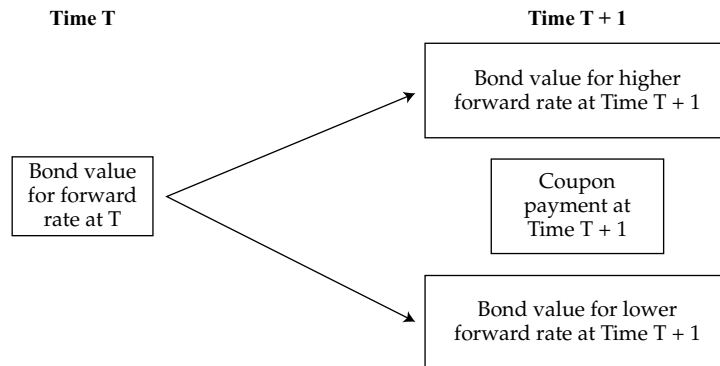 Time T
Time T + 1
Bond value for higher
forward rate at Time T + 1
Bond value
for forward
rate at T
Coupon
payment at
Time T + 1
Bond value for lower
forward rate at Time T + 1